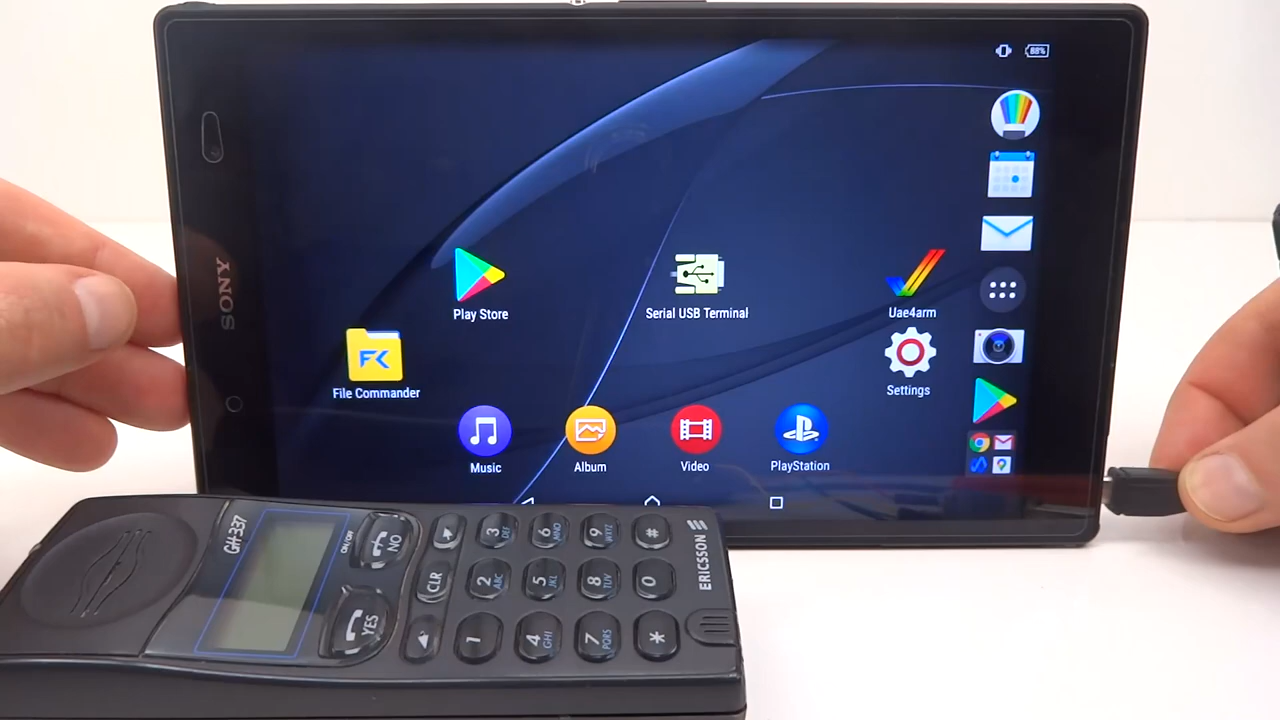 88%
SONY
Play Store
Serial USB Terminal
Uae4arm
File Commander
Settings
Music
Album
Video
PlayStation
GH337
ON/OFF
NO
YES
CLR
3 DEF
6 MNO
9 WXYZ
#
2 ABC
5 JKL
8 TUV
0
1
4 GHI
7 PQRS
*
ERICSSON